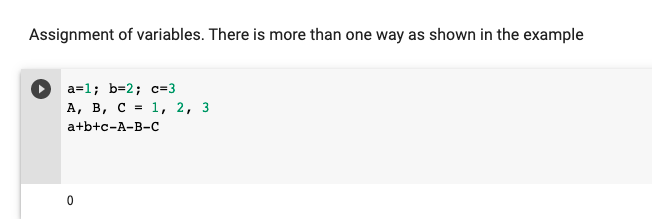 Assignment of variables. There is more than one way as shown in the example
a=1; b=2; c=3
A, B, C = 1, 2, 3
a+b+c-A-B-C
0